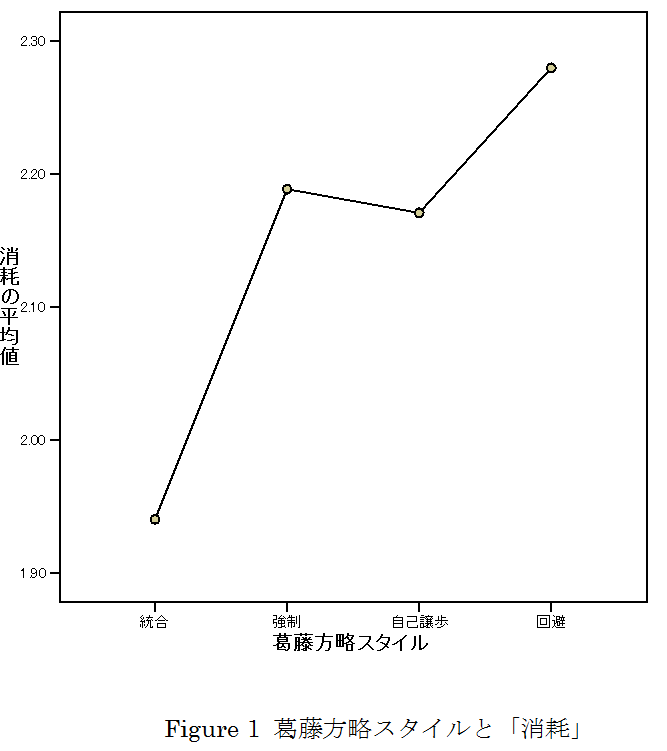 2.30
2.20
2.10
2.00
1.90
消耗の平均値
統合 強制 自己譲歩 回避
葛藤方略スタイル
Figure 1 葛藤方略スタイルと「消耗」